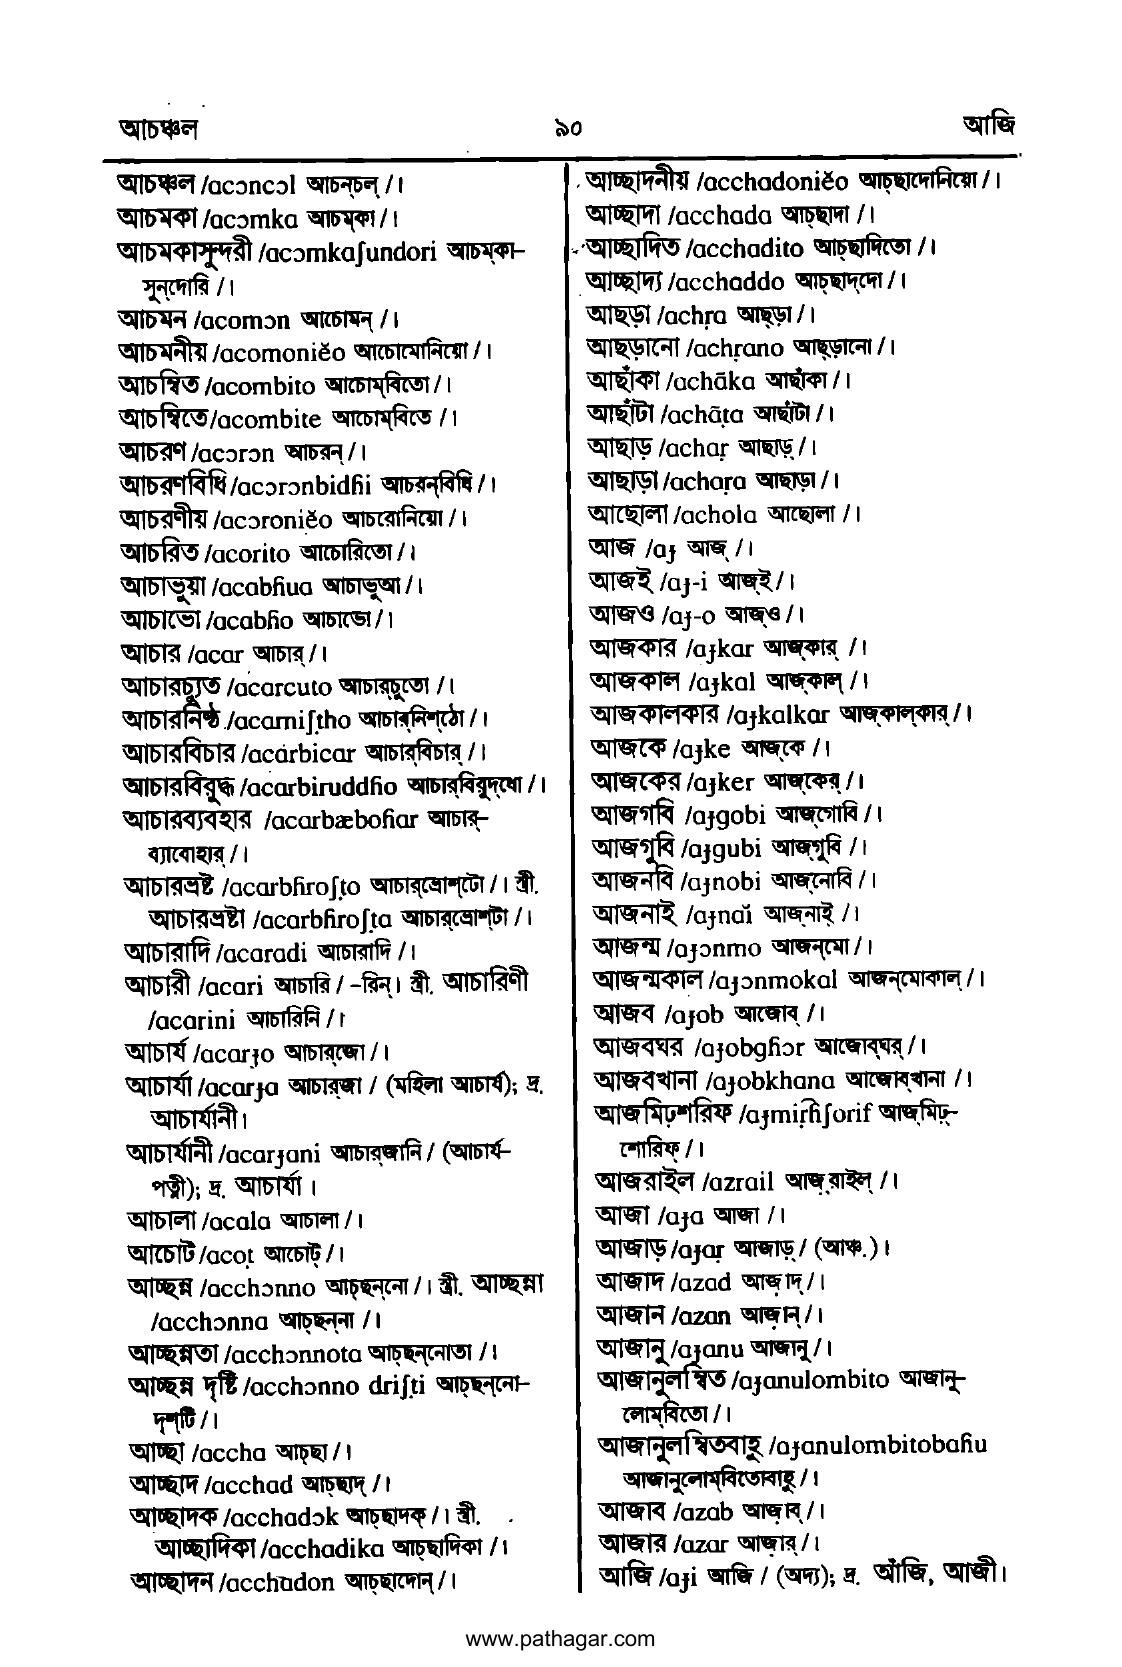 আচঞ্চল ৯০ আজি
আচঞ্চল /acɔncɔl আচন্‌চল্‌ /।
আচমকা /acɔmka আচম্‌কা /।
আচমকাসুন্দরী /acɔmkaʃundori আচম্‌কা-
সুন্‌দোরি /।
আচমন /acomɔn আচোমন্‌ /।
আচমনীয় /acomoniĕo আচোমোনিয়ো /।
আচম্বিত /acombito আচোম্‌বিতো /।
আচম্বিতে /acombite আচোম্‌বিতে /।
আচরণ /acɔrɔn আচরন্‌ /।
আচরণবিধি /acɔrɔnbidɦi আচরন্‌বিধি /।
আচরণীয় /acɔroniĕo আচরোনিয়ো /।
আচরিত /acorito আচোরিতো /।
আচাভুয়া /acabɦua আচাভুআ /।
আচাভো /acabɦo আচাভো /।
আচার /acar আচার্‌ /।
আচারচ্যুত /acarcuto আচার্‌চুতো /।
আচারনিষ্ঠ /acarniʃṭho আচার্‌নিশ্‌ঠো /।
আচারবিচার /acarbicar আচার্‌বিচার্‌ /।
আচারবিরুদ্ধ /acarbiruddɦo আচার্‌বিরুদ্‌ধো /।
আচারব্যবহার /acarbæboɦar আচার্‌-
ব্যাবোহার্‌ /।
আচারভ্রষ্ট /acarbɦroʃṭo আচার্‌ভ্রোশ্‌টো /। স্ত্রী.
আচারভ্রষ্টা /acarbɦroʃṭa আচার্‌ভ্রোশ্‌টা /।
আচারাদি /acaradi আচারাদি /।
আচারী /acari আচারি / -রিন্‌। স্ত্রী. আচারিণী
/acarini আচারিনি /।
আচার্য /acarɟo আচার্‌জো /।
আচার্যা /acarɟa আচার্‌জা / (মহিলা আচার্য); দ্র.
আচার্যানী।
আচার্যানী /acarɟani আচার্‌জানি / (আচার্য-
পত্নী); দ্র. আচার্যা ।
আচালা /acala আচালা /।
আচোট /acoṭ আচোট্‌ /।
আচ্ছন্ন /acchɔnno আচ্‌ছন্‌নো /। স্ত্রী. আচ্ছন্না
/acchɔnna আচ্‌ছন্‌না /।
আচ্ছন্নতা /acchɔnnota আচ্‌ছন্‌নোতা /।
আচ্ছন্ন দৃষ্টি /acchɔnno driʃṭi আচ্‌ছন্‌নো-
দৃশ্‌টি /।
আচ্ছা /accha আচ্‌ছা /।
আচ্ছাদ /acchad আচ্‌ছাদ্‌ /।
আচ্ছাদক /acchadɔk আচ্‌ছাদক্‌ /। স্ত্রী.
আচ্ছাদিকা /acchadika আচ্‌ছাদিকা /।
আচ্ছাদন /acchadon আচ্‌ছাদোন্‌ /।
আচ্ছাদনীয় /acchadoniĕo আচ্‌ছাদোনিয়ো /।
আচ্ছাদা /acchada আচ্‌ছাদা /।
আচ্ছাদিত /acchadito আচ্‌ছাদিতো /।
আচ্ছাদ্য /acchaddo আচ্‌ছাদ্‌দো /।
আছড়া /achṛa আছ্‌ড়া /।
আছড়ানো /achṛano আছ্‌ড়ানো /।
আছাঁকা /achãka আছাঁকা /।
আছাঁটা /achãṭa আছাঁটা /।
আছাড় /achaṛ আছাড়্‌ /।
আছাড়া /achaṛa আছাড়া /।
আছোলা /achola আছোলা /।
আজ /aɟ আজ্‌ /।
আজই /aɟ-i আজ্‌ই /।
আজও /aɟ-o আজ্‌ও /।
আজকার /aɟkar আজ্‌কার্‌ /।
আজকাল /aɟkal আজ্‌কাল্‌ /।
আজকালকার /aɟkalkar আজ্‌কাল্‌কার্‌ /।
আজকে /aɟke আজ্‌কে /।
আজকের /aɟker আজ্‌কের্‌ /।
আজগবি /aɟgobi আজ্‌গোবি /।
আজগুবি /aɟgubi আজ্‌গুবি /।
আজনবি /aɟnobi আজ্‌নোবি /।
আজনাই /aɟnaĭ আজ্‌নাই /।
আজন্ম /aɟɔnmo আজন্‌মো /।
আজন্মকাল /aɟɔnmokal আজন্‌মোকাল্‌ /।
আজব /aɟob আজোব্‌ /।
আজবঘর /aɟobgɦɔr আজোব্‌ঘর্‌ /।
আজবখানা /aɟobkhana আজোব্‌খানা /।
আজমিঢ়শরিফ /aɟmiṛɦʃorif আজ্‌মিঢ়্‌-
শোরিফ্‌ /।
আজরাইল /azrail আজ়্‌রাইল্‌ /।
আজা /aɟa আজা /।
আজাড় /aɟaṛ আজাড়্‌ / (আঞ্চ.)।
আজাদ /azad আজ়াদ্‌ /।
আজান /azan আজ়ান্‌ /।
আজানু /aɟanu আজানু /।
আজানুলম্বিত /aɟanulombito আজানু-
লোম্‌বিতো /।
আজানুলম্বিতবাহু /aɟanulombitobaɦu
আজানুলোম্‌বিতোবাহু /।
আজাব /azab আজ়াব্‌ /।
আজার /azar আজ়ার্‌ /।
আজি /aɟi আজি / (অদ্য); দ্র. আঁজি, আজী।
www.pathagar.com